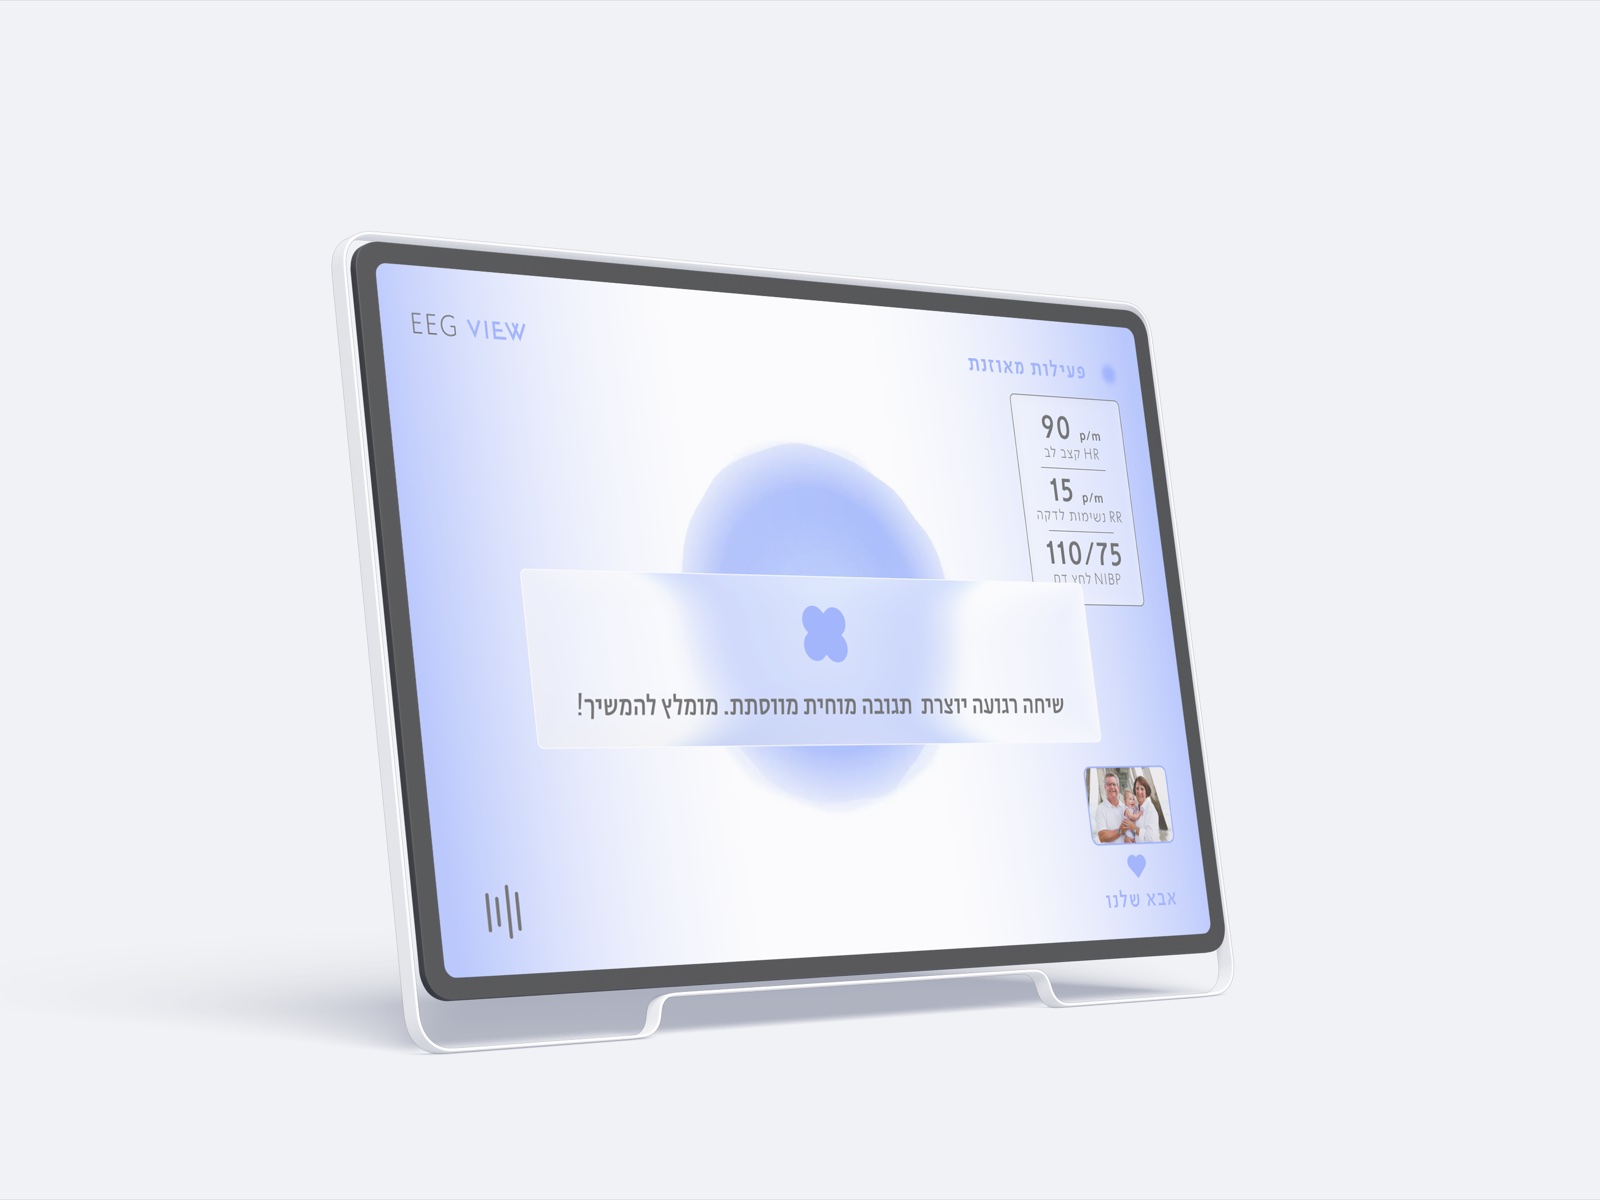 EEG VIEW
פעילות מאוזנת
90 p/m
HR קצב לב
15 p/m
RR נשימות לדקה
110/75
NIBP לחץ דם
שיחה רגועה יוצרת תגובה מוחית מווסתת. מומלץ להמשיך!
אבא שלנו